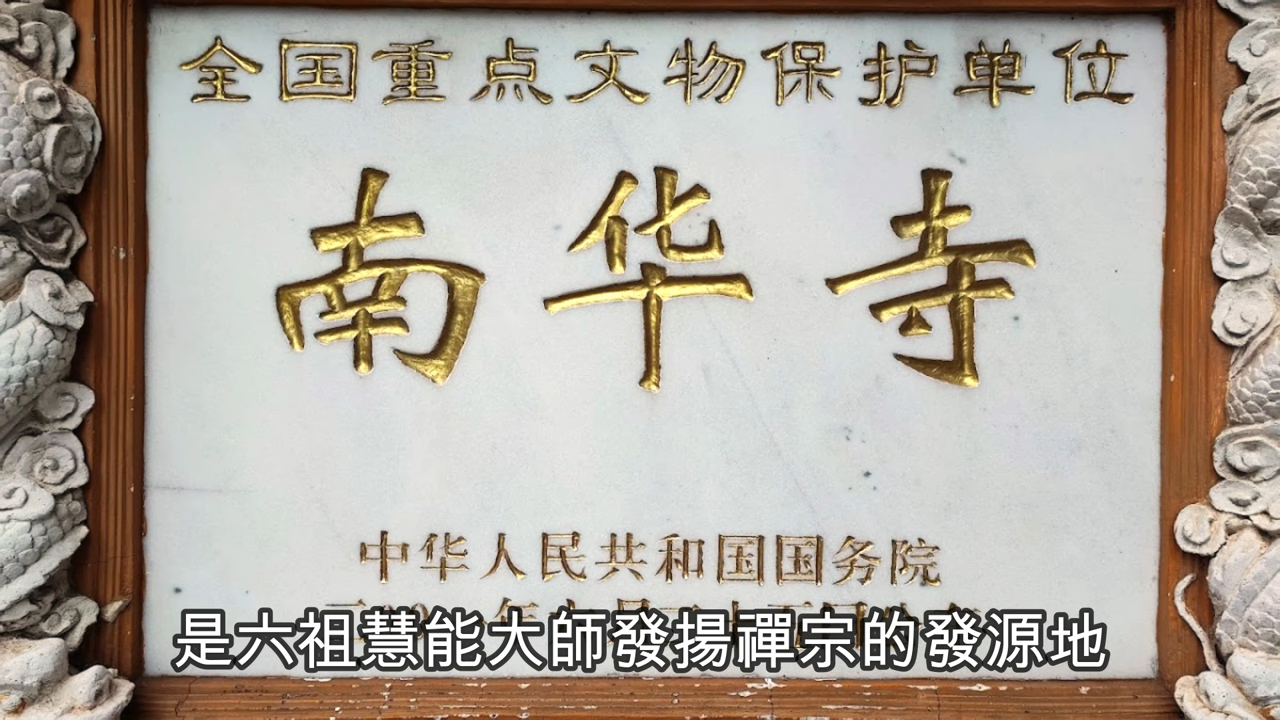 全国重点文物保护单位
南华寺
中华人民共和国国务院
是六祖慧能大師發揚禪宗的發源地